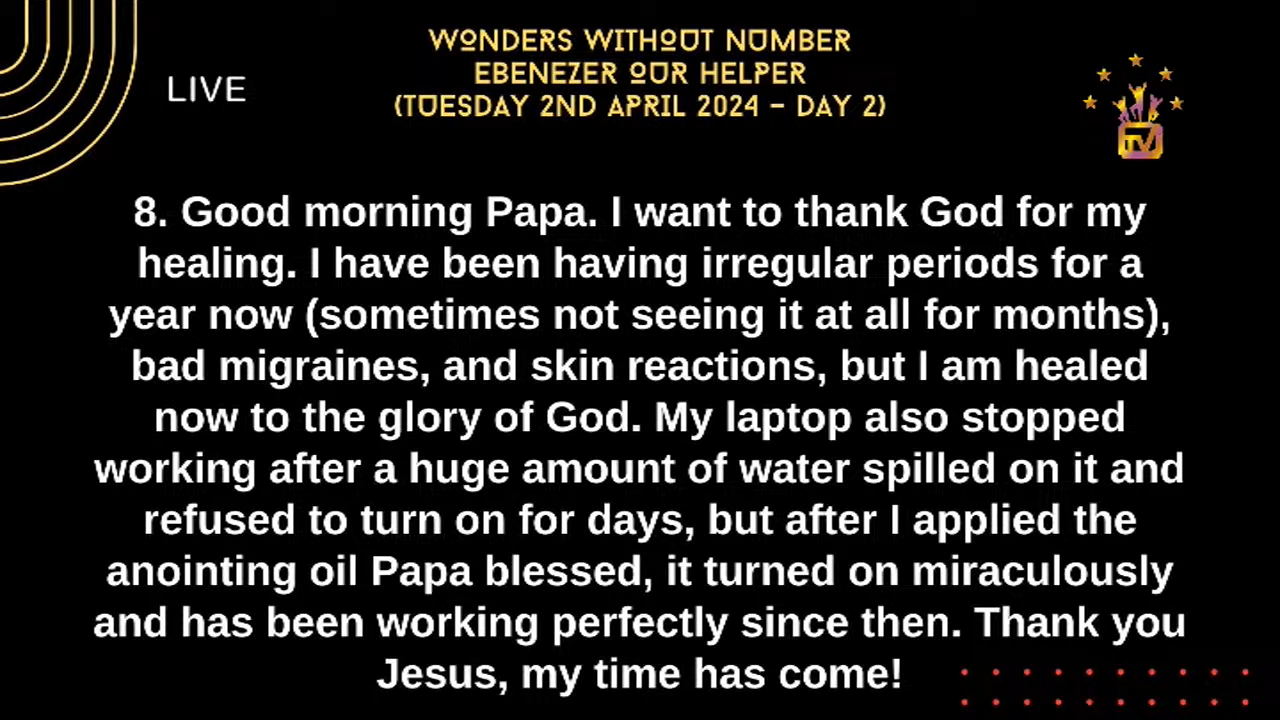 WONDERS WITHOUT NUMBER
EBENEZER OUR HELPER
(TUESDAY 2ND APRIL 2024 - DAY 2)
LIVE
TV
8. Good morning Papa. I want to thank God for my
healing. I have been having irregular periods for a
year now (sometimes not seeing it at all for months),
bad migraines, and skin reactions, but I am healed
now to the glory of God. My laptop also stopped
working after a huge amount of water spilled on it and
refused to turn on for days, but after I applied the
anointing oil Papa blessed, it turned on miraculously
and has been working perfectly since then. Thank you
Jesus, my time has come!